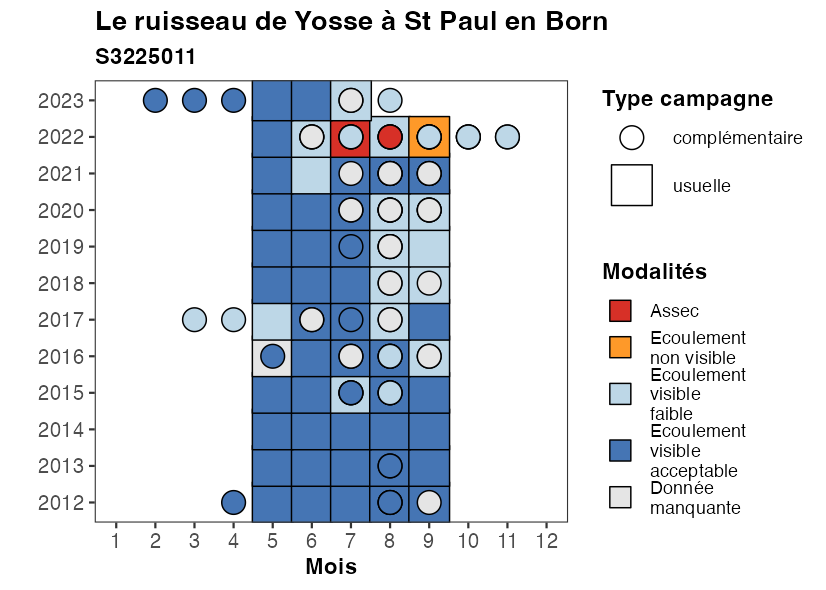 Le ruisseau de Yosse à St Paul en Born
S3225011
2023
2022
2021
2020
2019
2018
2017
2016
2015
2014
2013
2012
1 2 3 4 5 6 7 8 9 10 11 12
Mois
Type campagne
complémentaire
usuelle
Modalités
Assec
Ecoulement
non visible
Ecoulement
visible
faible
Ecoulement
visible
acceptable
Donnée
manquante